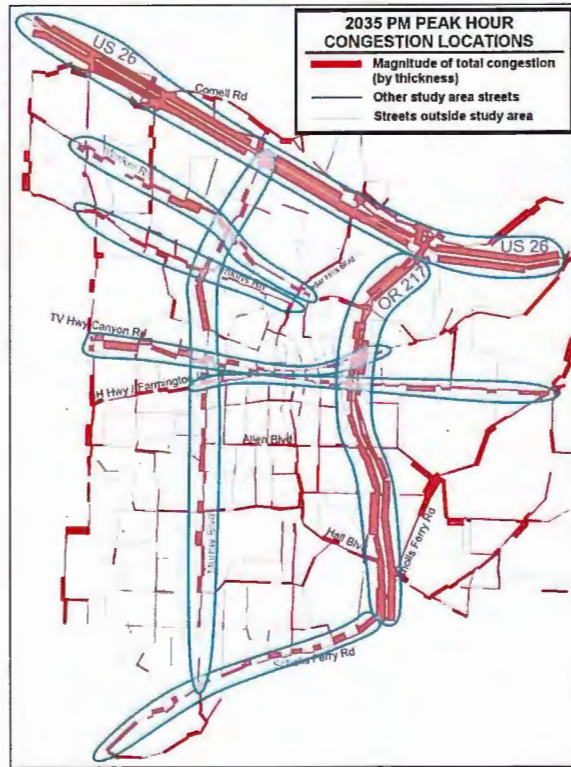 2035 PM PEAK HOUR
CONGESTION LOCATIONS
Magnitude of total congestion
(by thickness)
Other study area streets
Streets outside study area
US 26
Cornell Rd
US 26
OR 217
TV Hwy Canyon Rd
Farmington
Allen Blvd
Hall Blvd
Murray Blvd
Scholls Ferry Rd
Scholls Ferry Rd